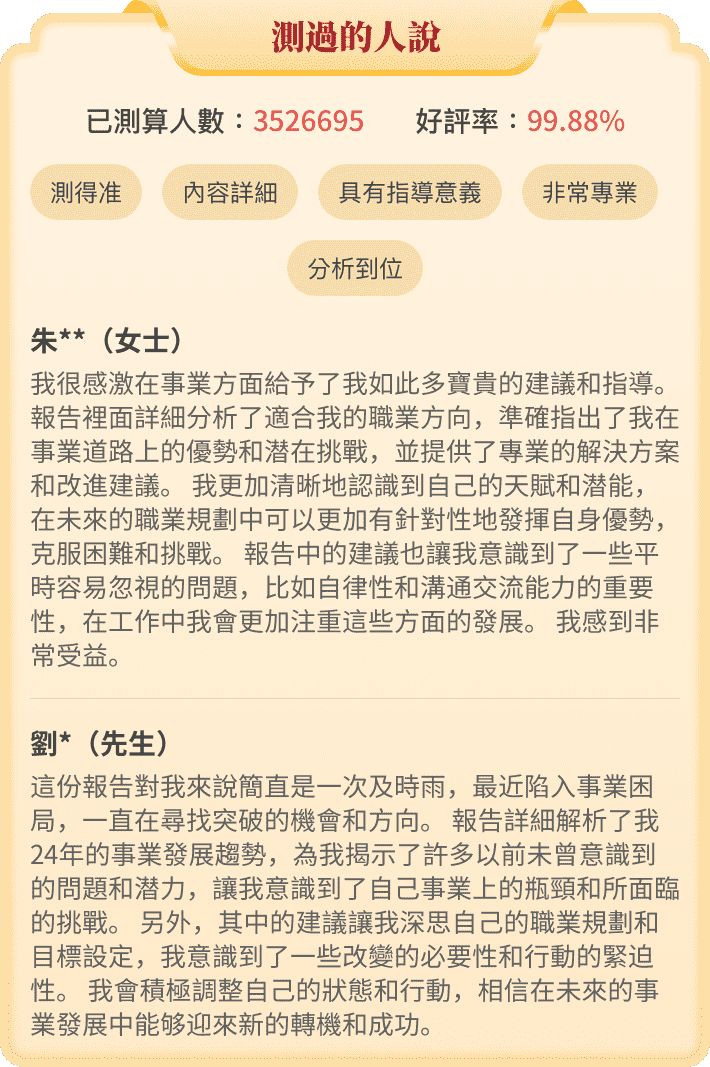 測過的人說
已測算人數：3526695 好評率：99.88%
測得准 內容詳細 具有指導意義 非常專業
分析到位
朱**（女士）
我很感激在事業方面給予了我如此多寶貴的建議和指導。
報告裡面詳細分析了適合我的職業方向，準確指出了我在
事業道路上的優勢和潛在挑戰，並提供了專業的解決方案
和改進建議。 我更加清晰地認識到自己的天賦和潛能，
在未來的職業規劃中可以更加有針對性地發揮自身優勢，
克服困難和挑戰。 報告中的建議也讓我意識到了一些平
時容易忽視的問題，比如自律性和溝通交流能力的重要
性，在工作中我會更加注重這些方面的發展。 我感到非
常受益。
劉*（先生）
這份報告對我來說簡直是一次及時雨，最近陷入事業困
局，一直在尋找突破的機會和方向。 報告詳細解析了我
24年的事業發展趨勢，為我揭示了許多以前未曾意識到
的問題和潛力，讓我意識到了自己事業上的瓶頸和所面臨
的挑戰。 另外，其中的建議讓我深思自己的職業規劃和
目標設定，我意識到了一些改變的必要性和行動的緊迫
性。 我會積極調整自己的狀態和行動，相信在未來的事
業發展中能够迎來新的轉機和成功。